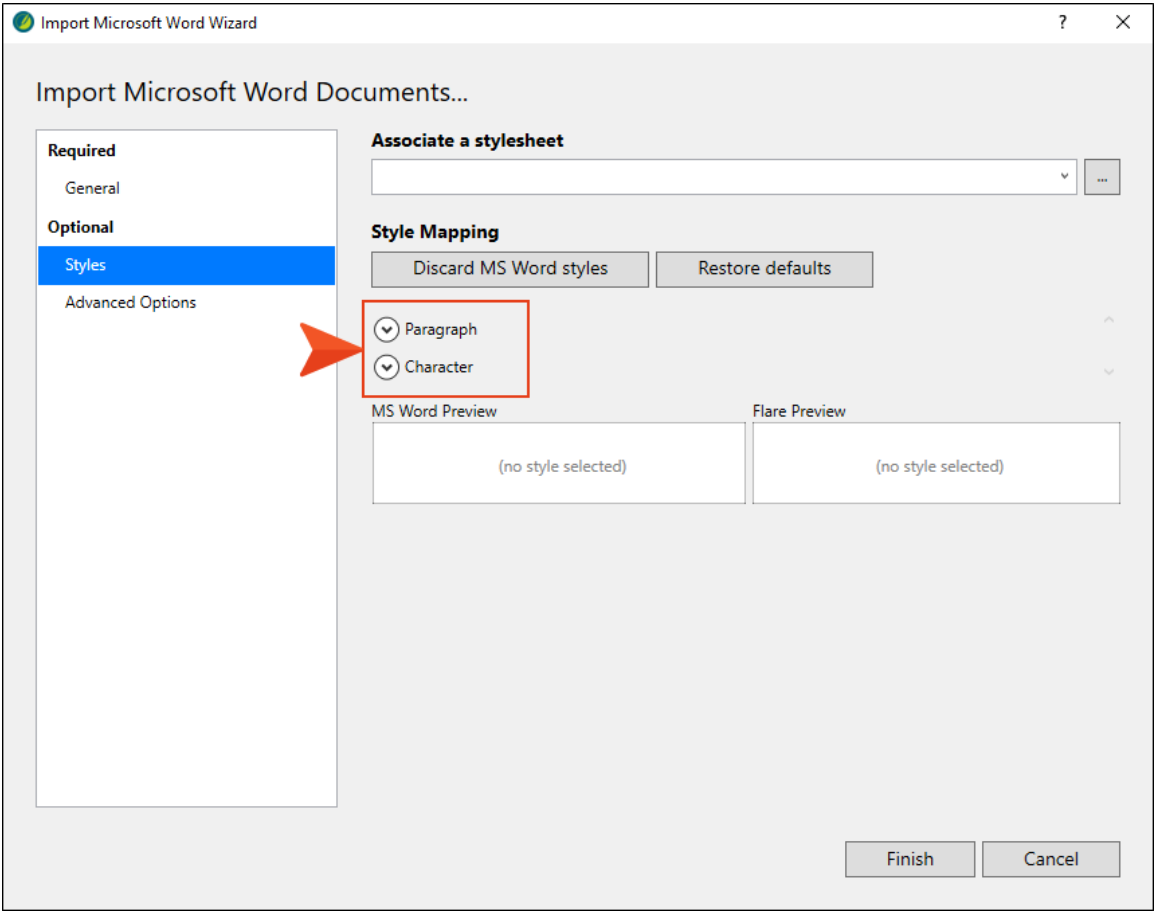 Import Microsoft Word Wizard
?
Import Microsoft Word Documents...
Required
General
Optional
Styles
Advanced Options
Associate a stylesheet
...
Style Mapping
Discard MS Word styles
Restore defaults
Paragraph
Character
MS Word Preview
Flare Preview
(no style selected)
(no style selected)
Finish
Cancel